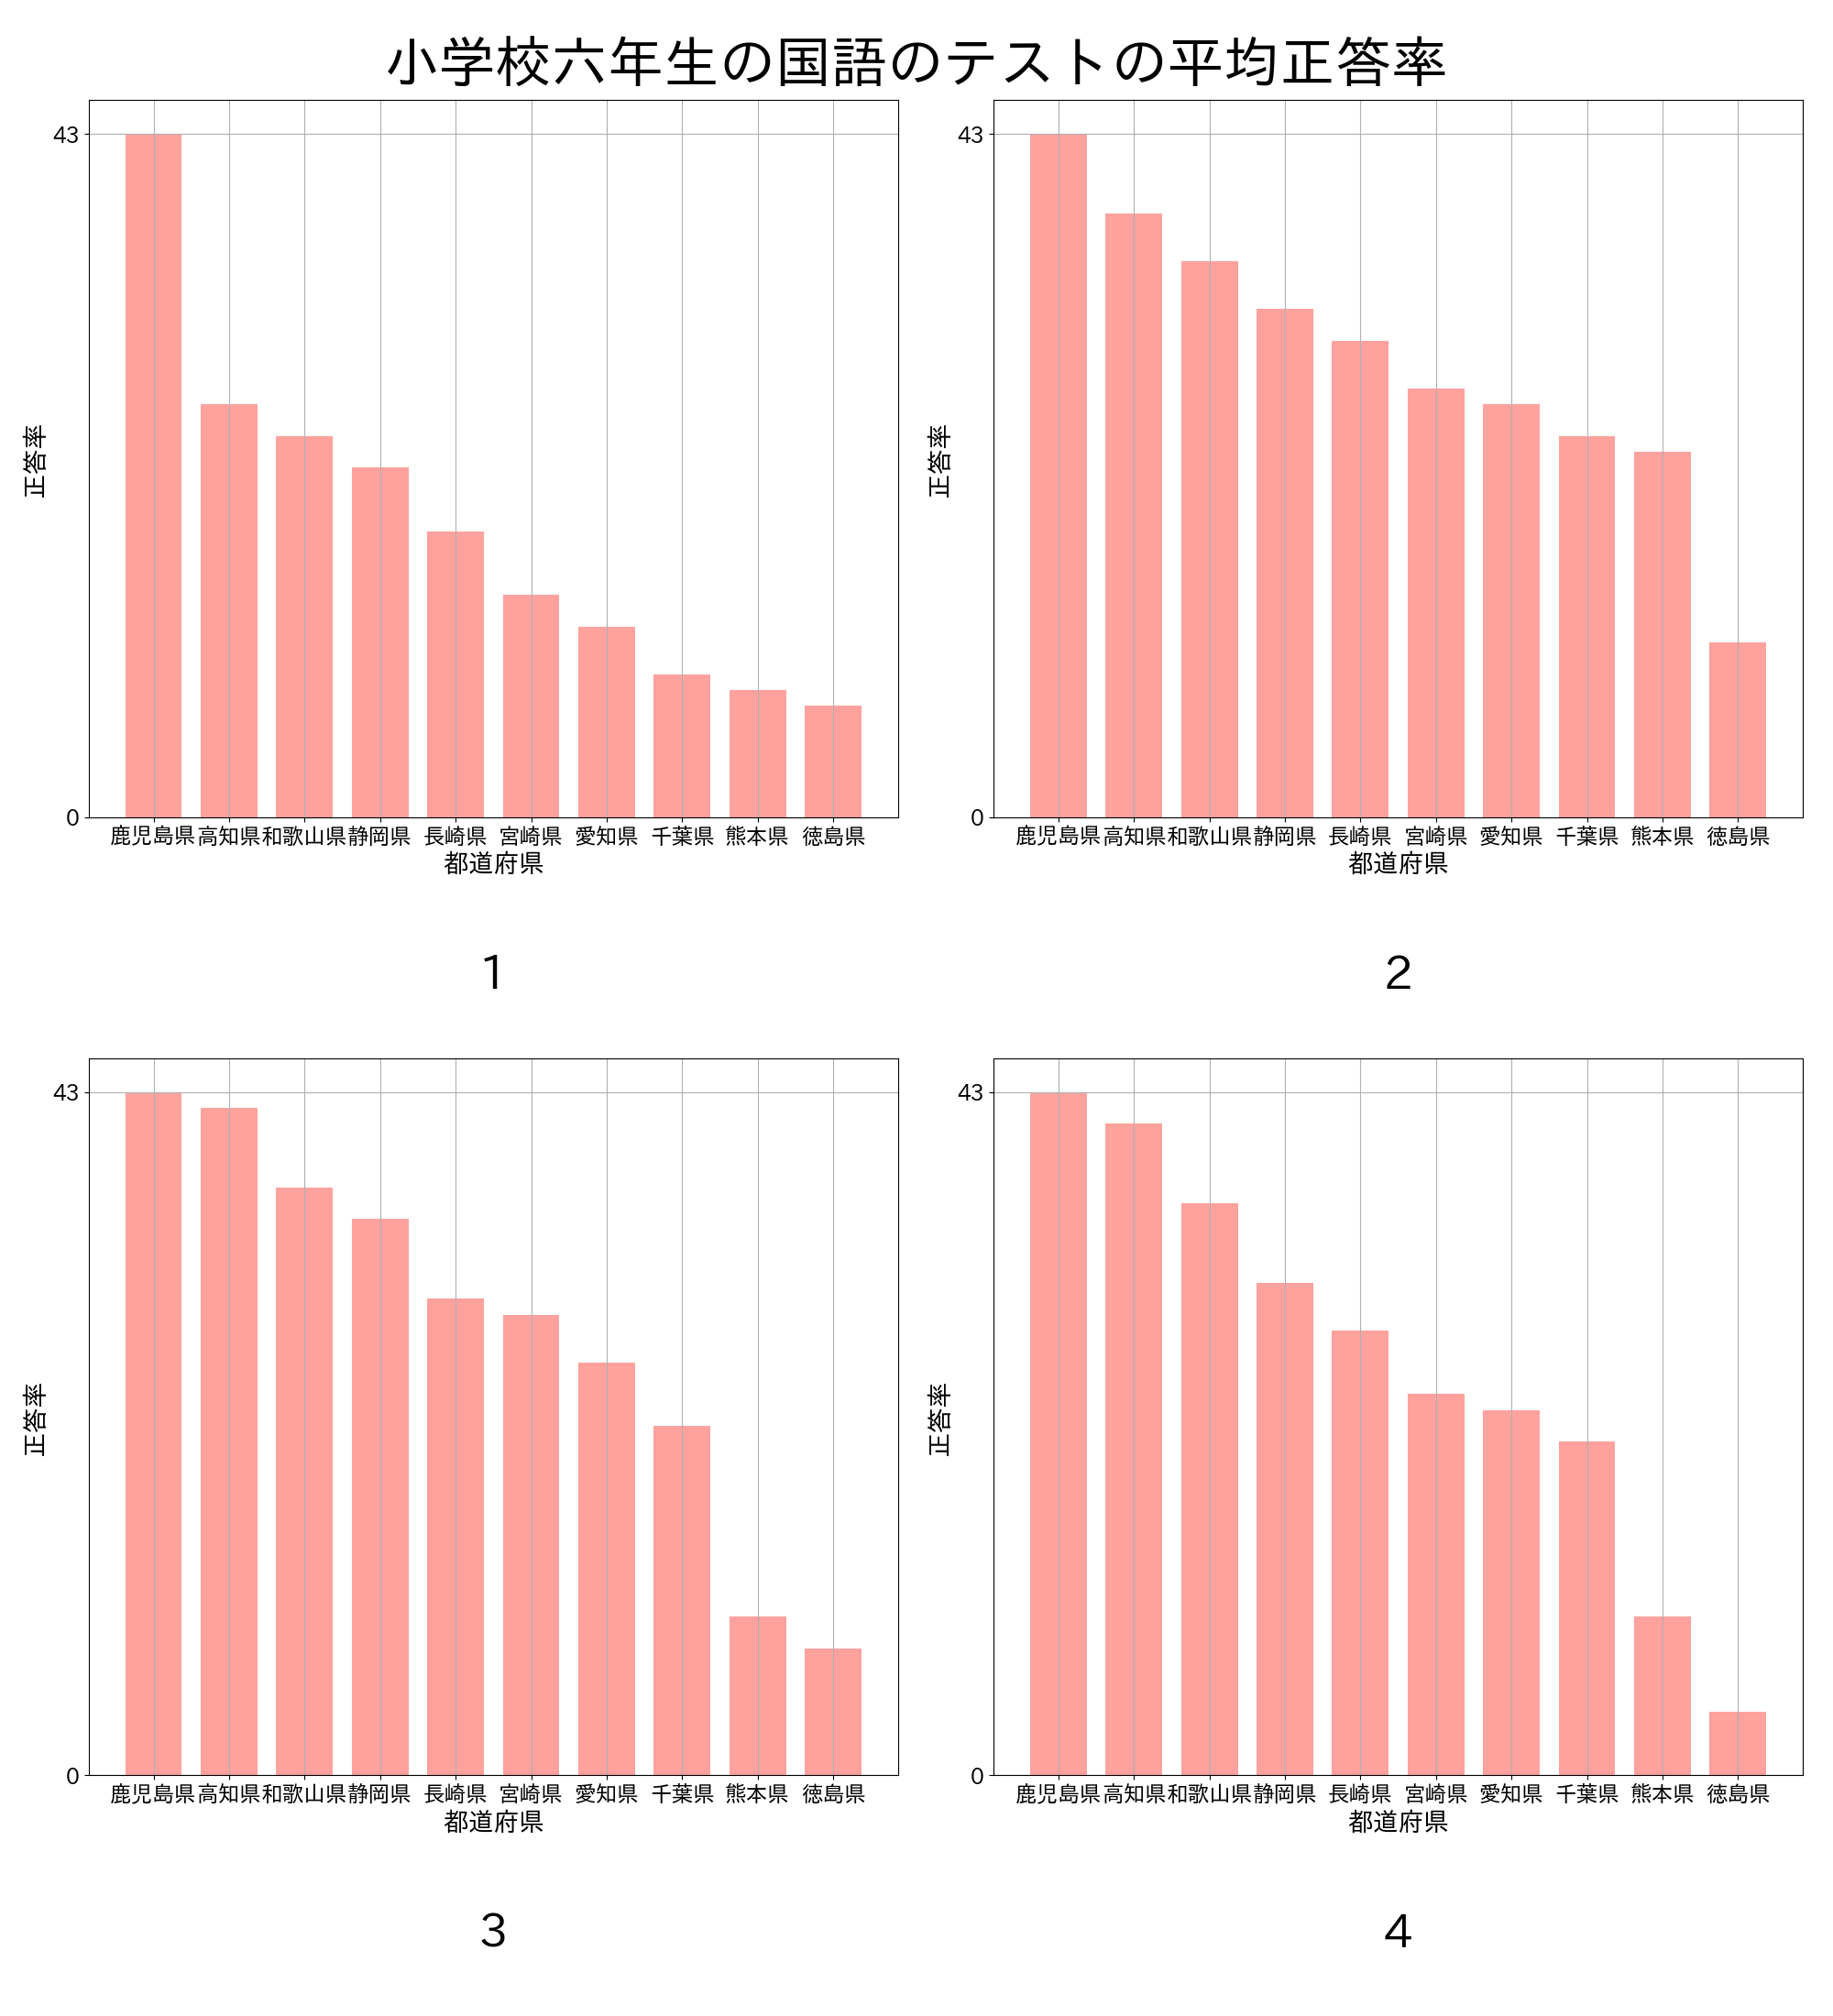 小学校六年生の国語のテストの平均正答率
43
0
正答率
鹿児島県 高知県 和歌山県 静岡県 長崎県 宮崎県 愛知県 千葉県 熊本県 徳島県
都道府県
1
43
0
正答率
鹿児島県 高知県 和歌山県 静岡県 長崎県 宮崎県 愛知県 千葉県 熊本県 徳島県
都道府県
2
43
0
正答率
鹿児島県 高知県 和歌山県 静岡県 長崎県 宮崎県 愛知県 千葉県 熊本県 徳島県
都道府県
3
43
0
正答率
鹿児島県 高知県 和歌山県 静岡県 長崎県 宮崎県 愛知県 千葉県 熊本県 徳島県
都道府県
4